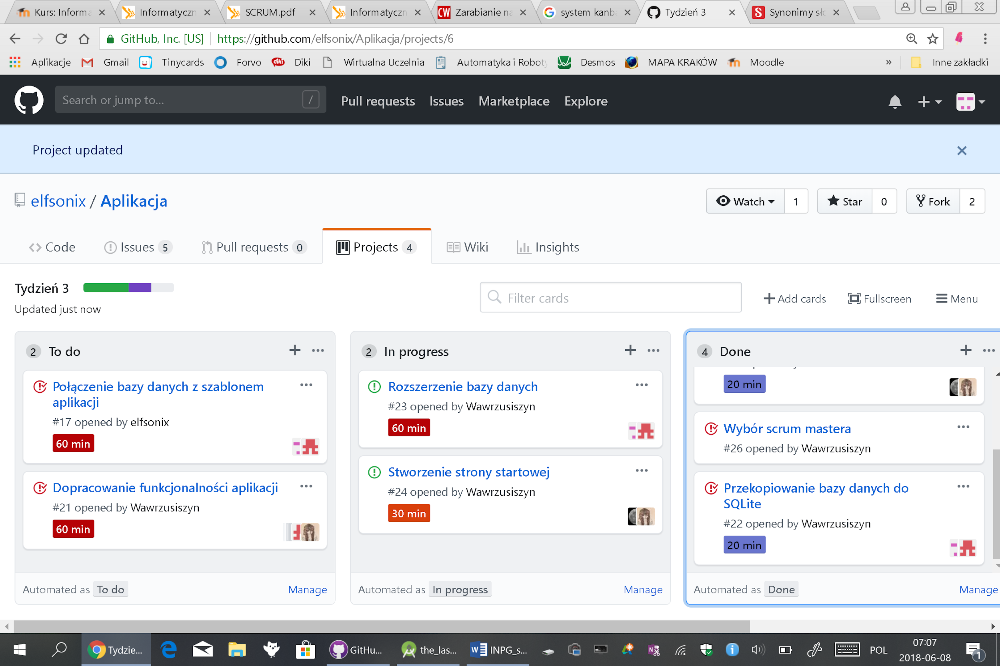 Kurs: Informa
Informatyczn
SCRUM.pdf
Informatyczn
CW
Zarabianie na
system kanba
Tydzień 3
S
Synonimy sło
GitHub, Inc. [US]
https://github.com/elfsonix/Aplikacja/projects/6
Aplikacje
Gmail
Tinycards
Forvo
diki
Diki
Wirtualna Uczelnia
Automatyka i Roboty
Desmos
MAPA KRAKÓW
Moodle
»
Inne zakładki
Search or jump to...
/
Pull requests
Issues
Marketplace
Explore
Project updated
elfsonix / Aplikacja
Watch
1
Star
0
Fork
2
Code
Issues 5
Pull requests 0
Projects 4
Wiki
Insights
Tydzień 3
Updated just now
Filter cards
Add cards
Fullscreen
Menu
2 To do
Połączenie bazy danych z szablonem
aplikacji
#17 opened by elfsonix
60 min
Dopracowanie funkcjonalności aplikacji
#21 opened by Wawrzusiszyn
60 min
Automated as To do
Manage
2 In progress
Rozszerzenie bazy danych
#23 opened by Wawrzusiszyn
60 min
Stworzenie strony startowej
#24 opened by Wawrzusiszyn
30 min
Automated as In progress
Manage
4 Done
20 min
Wybór scrum mastera
#26 opened by Wawrzusiszyn
Przekopiowanie bazy danych do
SQLite
#22 opened by Wawrzusiszyn
20 min
Automated as Done
Manage
Tydzie...
GitHu...
the_las...
INPG_s...
POL
07:07
2018-06-08
1